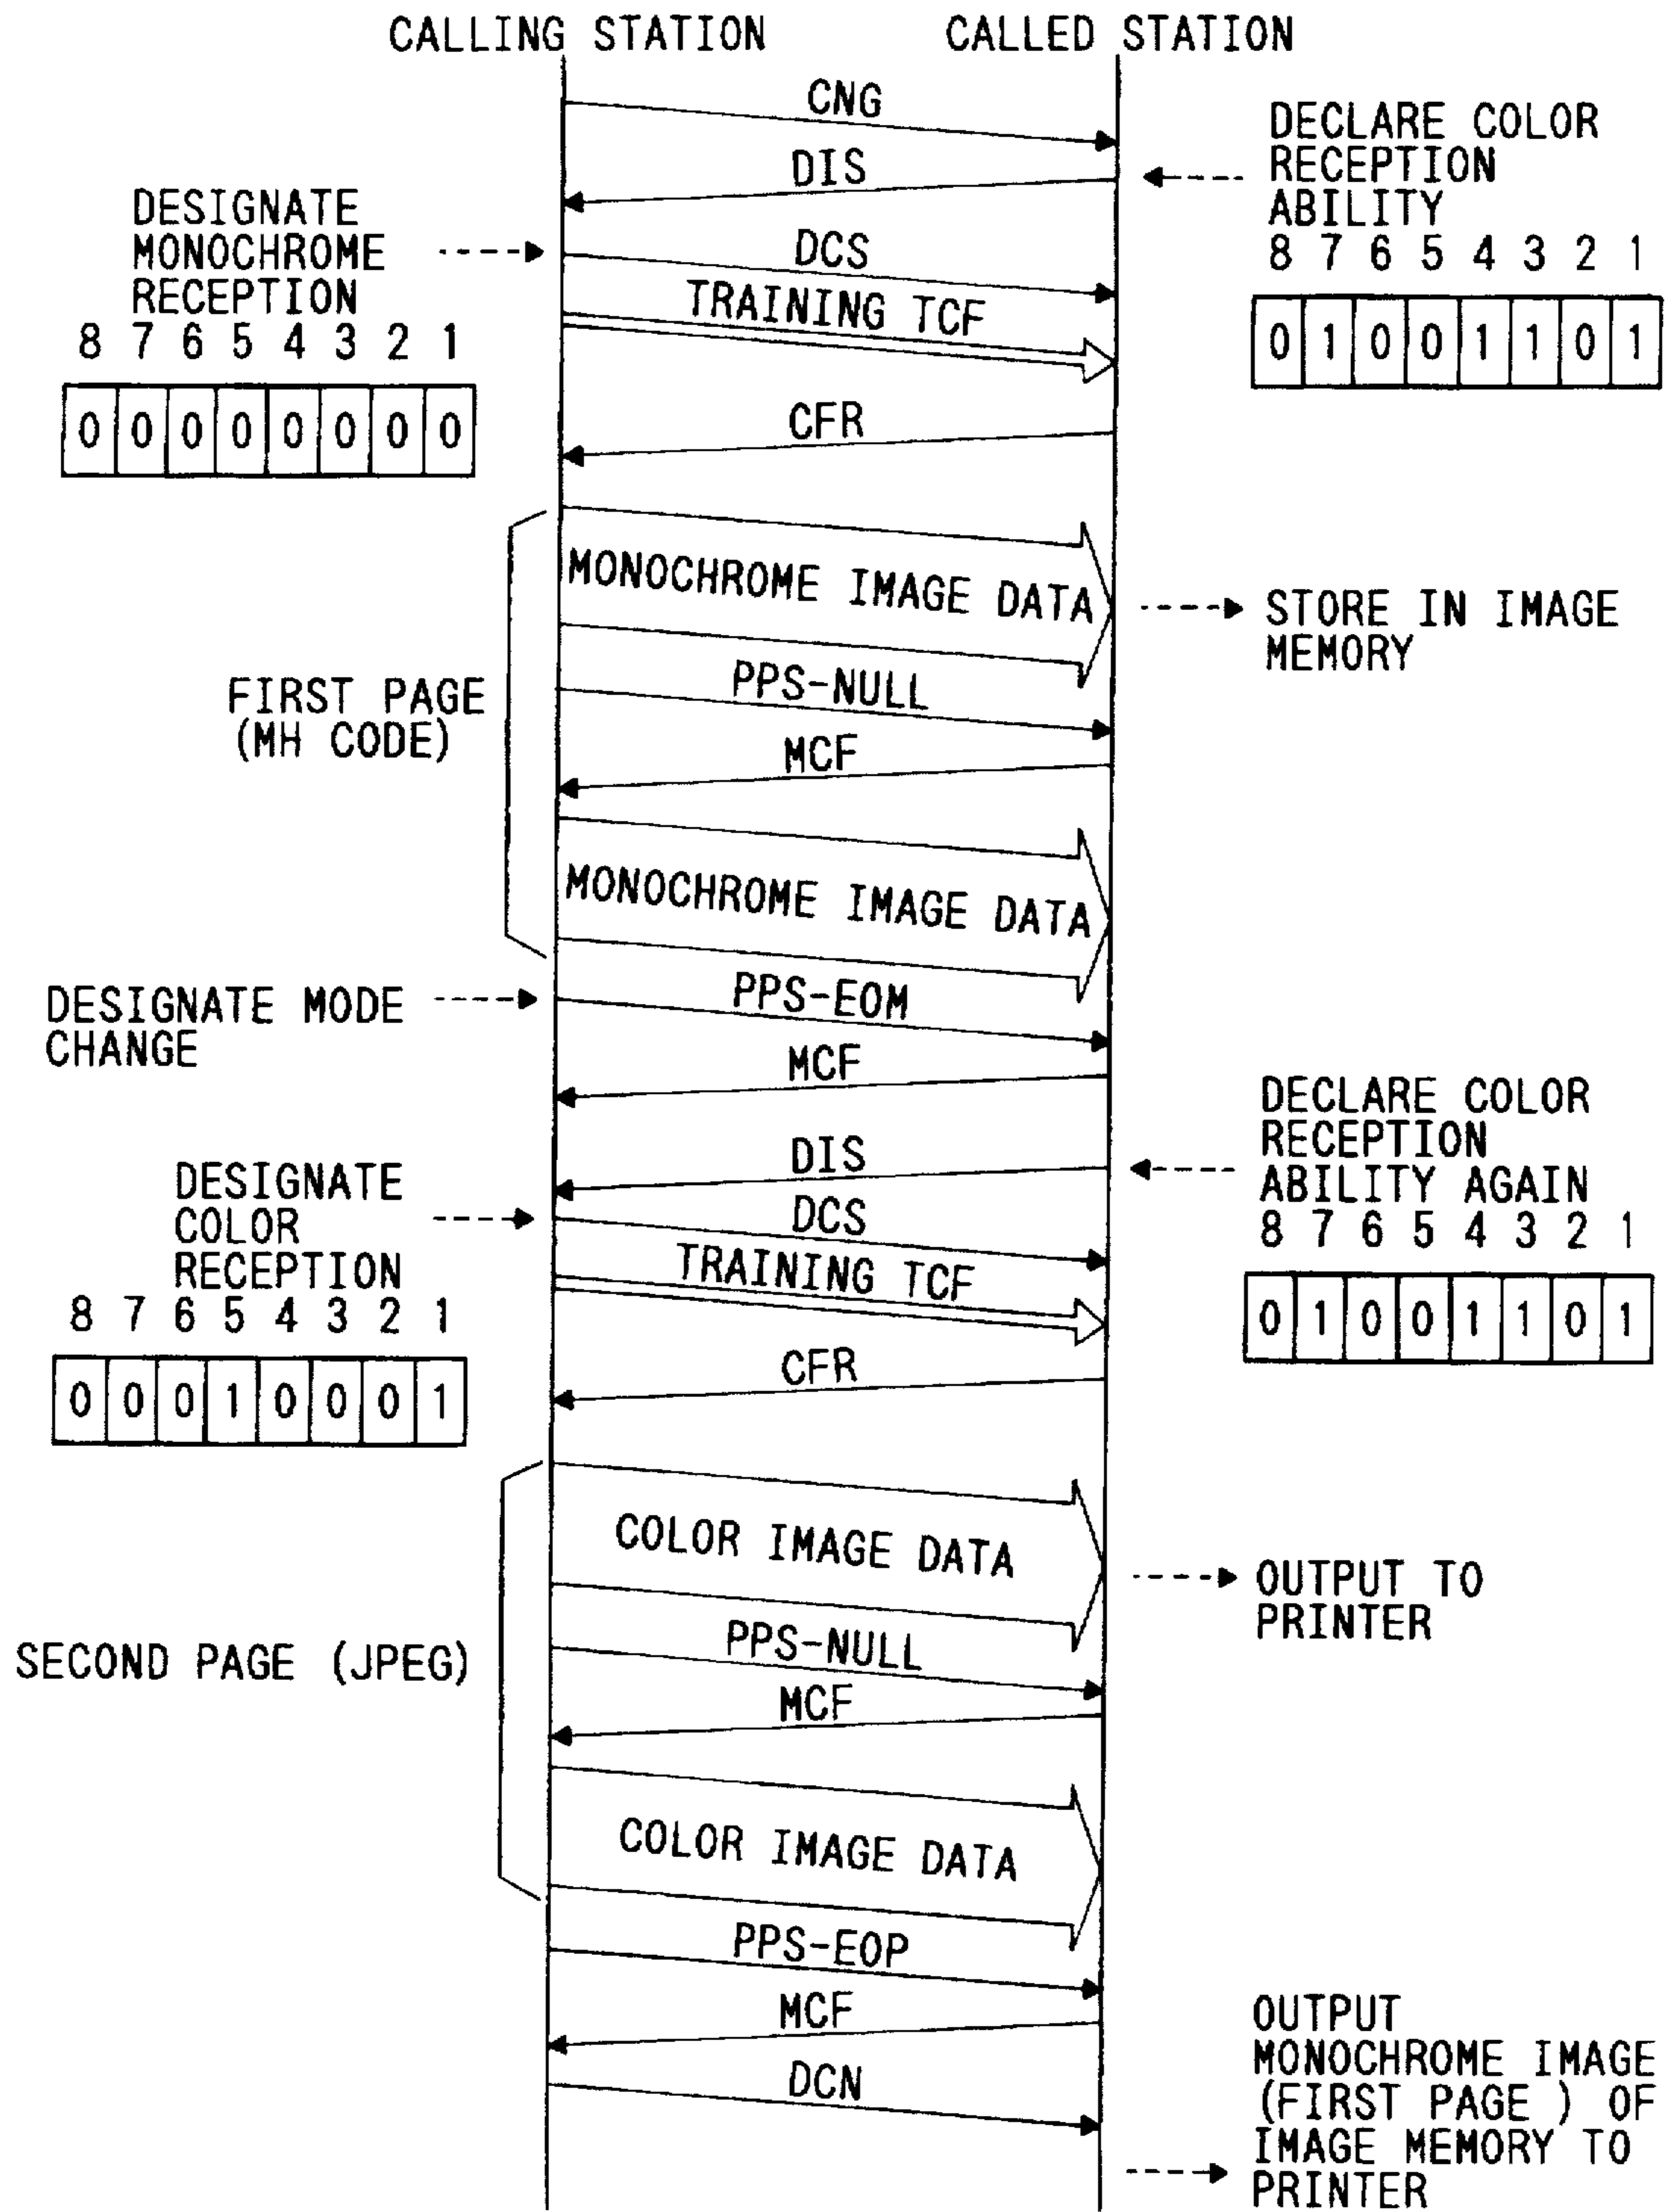 CALLING STATION
CALLED STATION
CNG
DECLARE COLOR
RECEPTION
ABILITY
8 7 6 5 4 3 2 1
0 1 0 0 1 1 0 1
DIS
DESIGNATE
MONOCHROME
RECEPTION
8 7 6 5 4 3 2 1
0 0 0 0 0 0 0 0
DCS
TRAINING TCF
CFR
MONOCHROME IMAGE DATA
STORE IN IMAGE
MEMORY
FIRST PAGE
(MH CODE)
PPS-NULL
MCF
MONOCHROME IMAGE DATA
DESIGNATE MODE
CHANGE
PPS-EOM
MCF
DECLARE COLOR
RECEPTION
ABILITY AGAIN
8 7 6 5 4 3 2 1
0 1 0 0 1 1 0 1
DIS
DESIGNATE
COLOR
RECEPTION
8 7 6 5 4 3 2 1
0 0 0 1 0 0 0 1
DCS
TRAINING TCF
CFR
COLOR IMAGE DATA
OUTPUT TO
PRINTER
SECOND PAGE (JPEG)
PPS-NULL
MCF
COLOR IMAGE DATA
PPS-EOP
MCF
DCN
OUTPUT
MONOCHROME IMAGE
(FIRST PAGE ) OF
IMAGE MEMORY TO
PRINTER